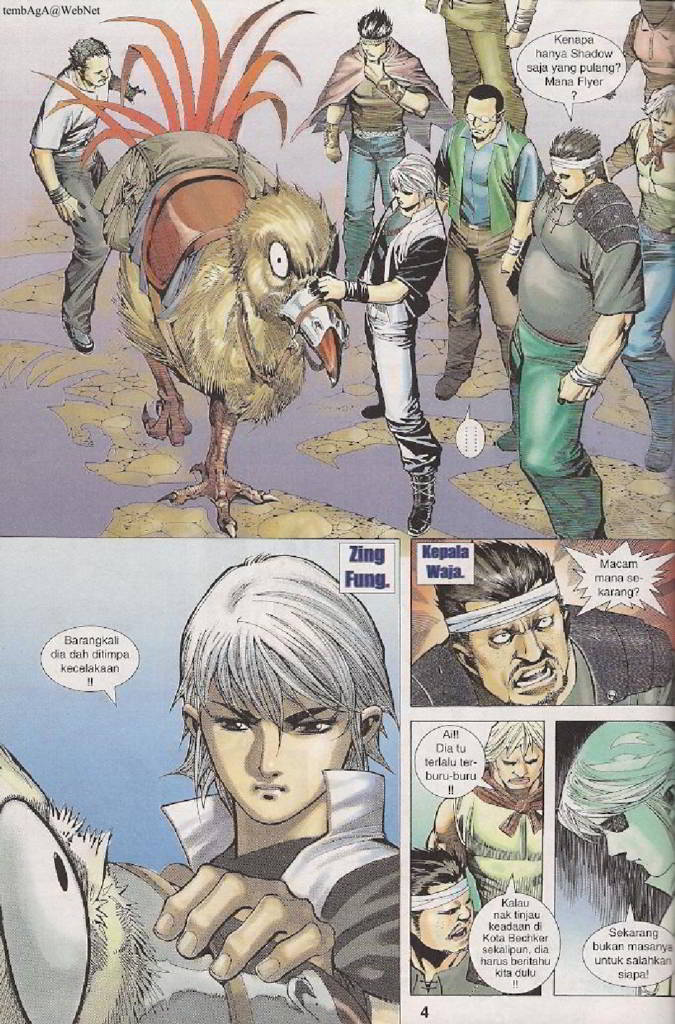 tembAgA@WebNet
Kenapa
hanya Shadow
saja yang pulang?
Mana Flyer
?
Zing
Fung.
Barangkali
dia dah ditimpa
kecelakaan
!!
Kepala
Waja.
Macam
mana se-
karang?
Ai!!
Dia tu
terlalu ter-
buru-buru
!!
Kalau
nak tinjau
keadaan di
Kota Bechker
sekalipun, dia
harus beritahu
kita dulu
!!
Sekarang
bukan masanya
untuk salahkan
siapa!
4